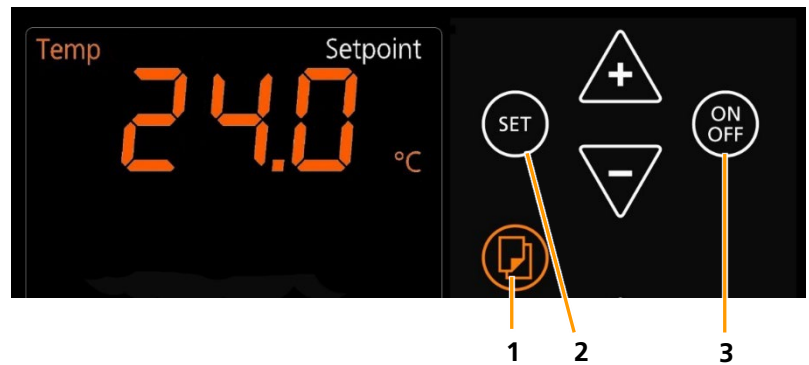 Temp Setpoint
24.0 °C
+
SET
ON
OFF
-
1 2 3